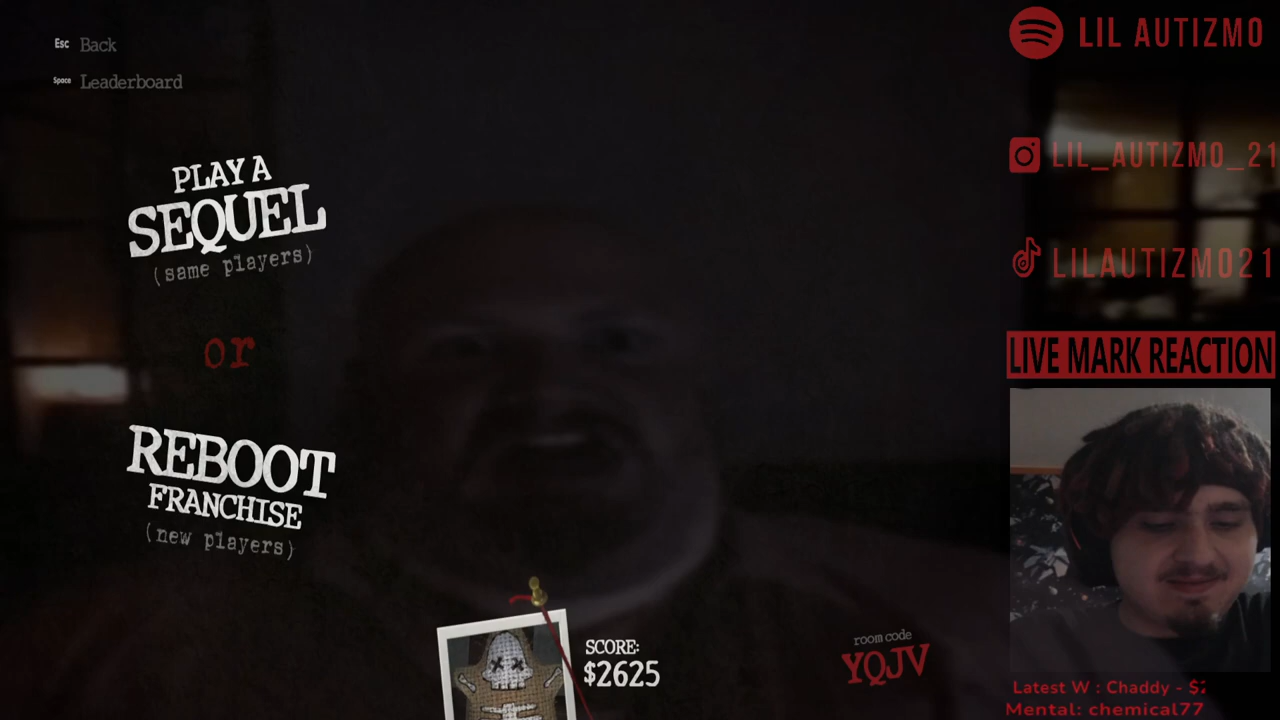 Esc Back
Space Leaderboard
PLAY A
SEQUEL
(same players)
or
REBOOT
FRANCHISE
(new players)
SCORE:
$2625
room code
YQJV
LIL AUTIZMO
LIL_AUTIZMO_21
LILAUTIZMO21
LIVE MARK REACTION
Latest W : Chaddy - $2
Mental: chemical77